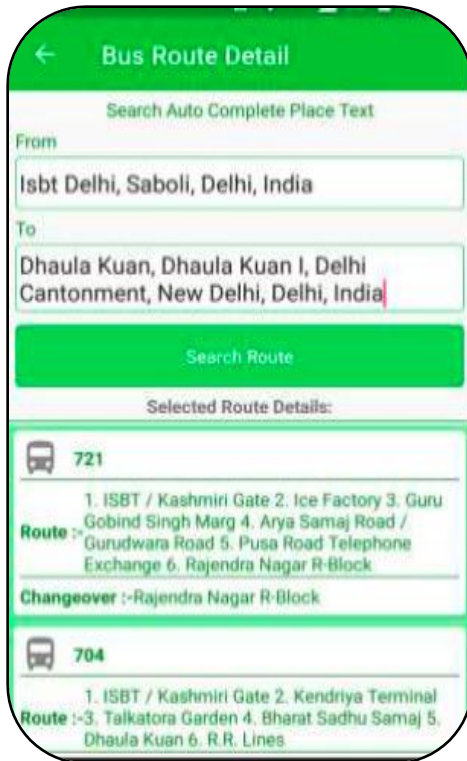 Bus Route Detail
Search Auto Complete Place Text
From
Isbt Delhi, Saboli, Delhi, India
To
Dhaula Kuan, Dhaula Kuan I, Delhi
Cantonment, New Delhi, Delhi, India
Search Route
Selected Route Details:
721
1. ISBT / Kashmiri Gate 2. Ice Factory 3. Guru
Route :-Gobind Singh Marg 4. Arya Samaj Road /
Gurudwara Road 5. Pusa Road Telephone
Exchange 6. Rajendra Nagar R-Block
Changeover :-Rajendra Nagar R-Block
704
1. ISBT / Kashmiri Gate 2. Kendriya Terminal
Route :-3. Talkatora Garden 4. Bharat Sadhu Samaj 5.
Dhaula Kuan 6. R.R. Lines